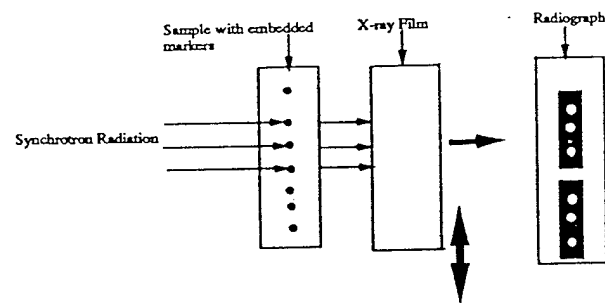 Sample with embedded
markers
X-ray Film
Radiograph
Synchrotron Radiation